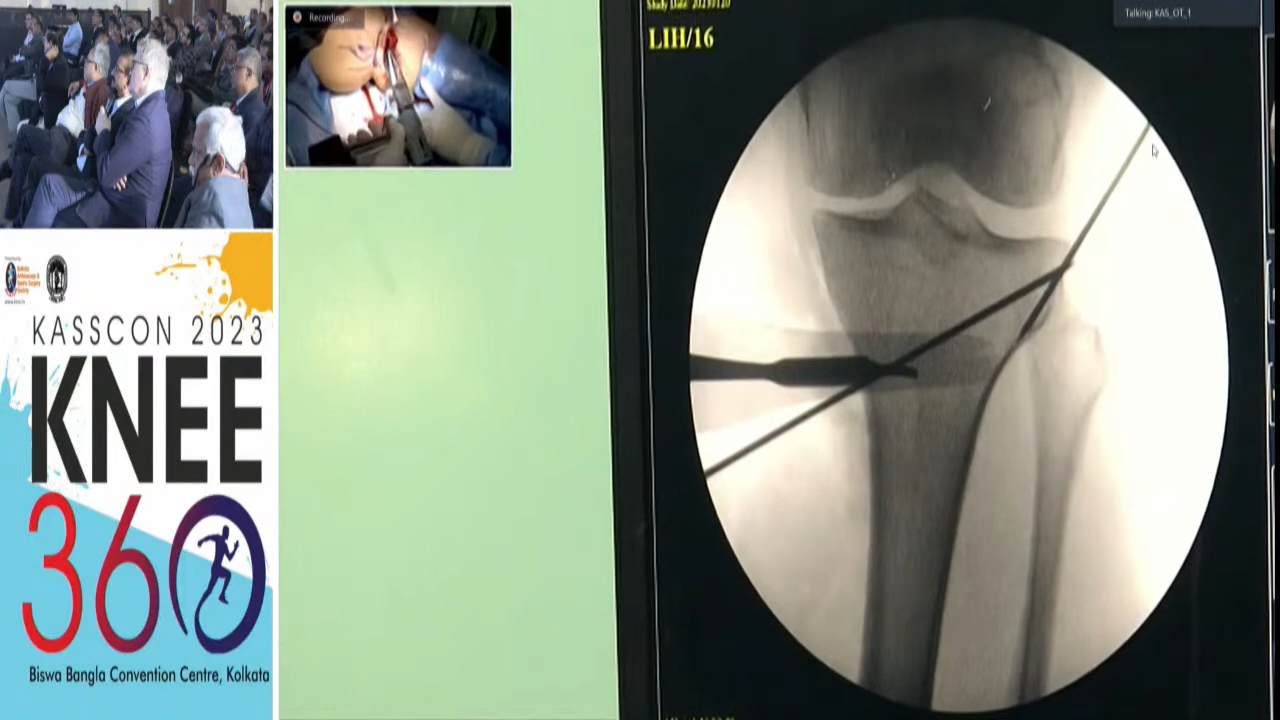 Recording...
LIH/16
Talking: KAS_OT_1
KASSCON 2023
KNEE
360
Biswa Bangla Convention Centre, Kolkata